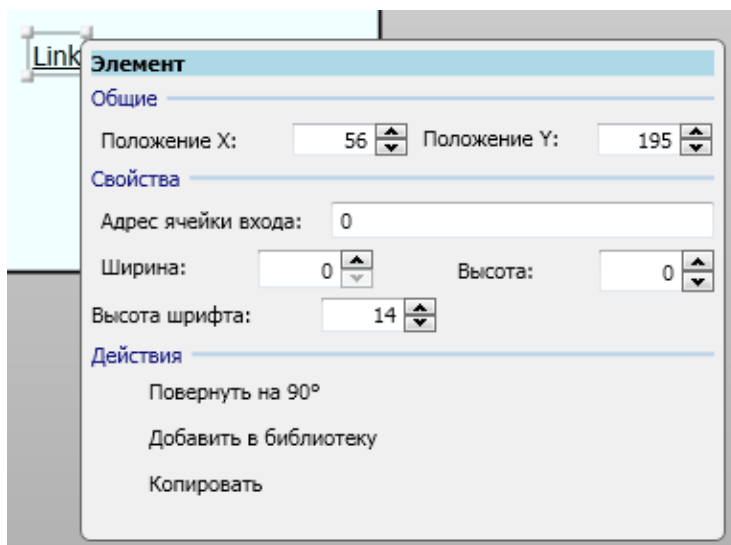 Link
Элемент
Общие
Положение X: 56 Положение Y: 195
Свойства
Адрес ячейки входа: 0
Ширина: 0 Высота: 0
Высота шрифта: 14
Действия
Повернуть на 90°
Добавить в библиотеку
Копировать